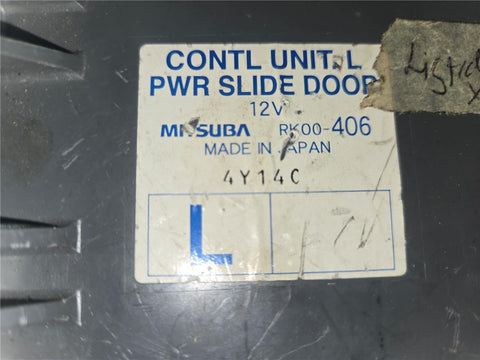 CONTL UNIT. L
PWR SLIDE DOOR
12V
MITSUBA RK00-406
MADE IN JAPAN
4Y14C
L